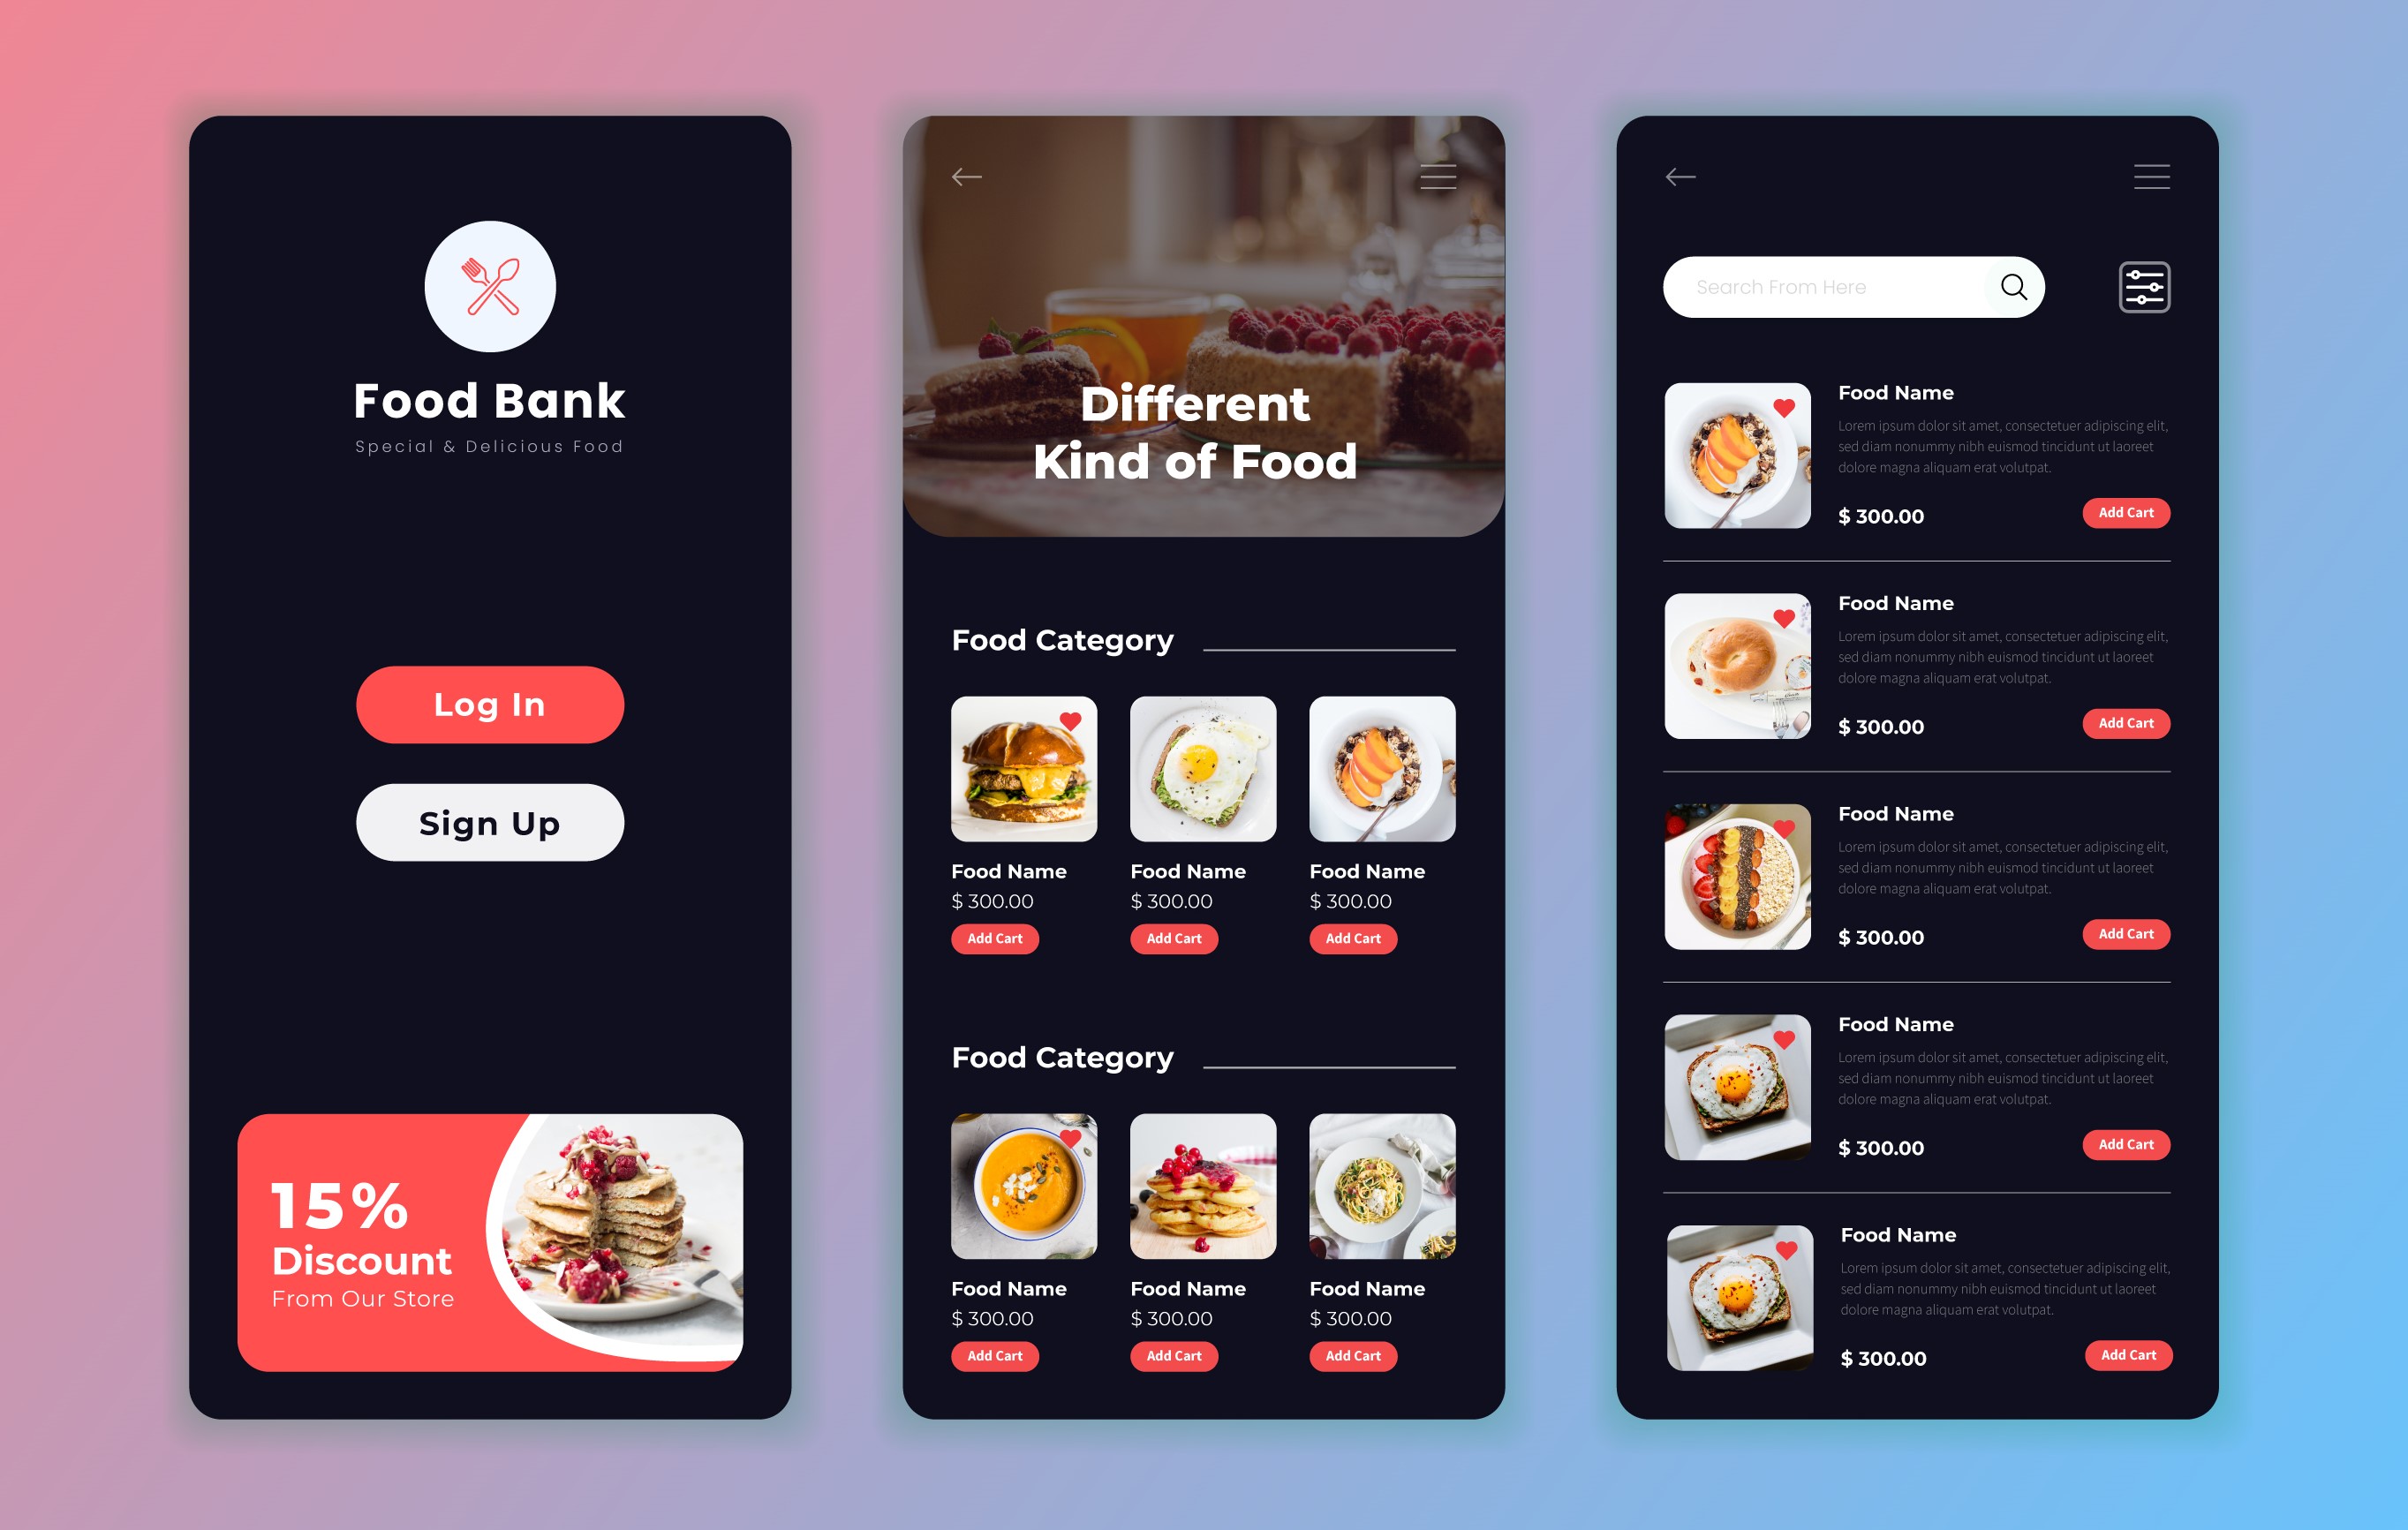 Food Bank
Special & Delicious Food
Log In
Sign Up
15%
Discount
From Our Store
Different
Kind of Food
Food Category
Food Name
$ 300.00
Add Cart
Food Name
$ 300.00
Add Cart
Food Name
$ 300.00
Add Cart
Food Category
Food Name
$ 300.00
Add Cart
Food Name
$ 300.00
Add Cart
Food Name
$ 300.00
Add Cart
Search From Here
Food Name
Lorem ipsum dolor sit amet, consectetuer adipiscing elit,
sed diam nonummy nibh euismod tincidunt ut laoreet
dolore magna aliquam erat volutpat.
$ 300.00
Add Cart
Food Name
Lorem ipsum dolor sit amet, consectetuer adipiscing elit,
sed diam nonummy nibh euismod tincidunt ut laoreet
dolore magna aliquam erat volutpat.
$ 300.00
Add Cart
Food Name
Lorem ipsum dolor sit amet, consectetuer adipiscing elit,
sed diam nonummy nibh euismod tincidunt ut laoreet
dolore magna aliquam erat volutpat.
$ 300.00
Add Cart
Food Name
Lorem ipsum dolor sit amet, consectetuer adipiscing elit,
sed diam nonummy nibh euismod tincidunt ut laoreet
dolore magna aliquam erat volutpat.
$ 300.00
Add Cart
Food Name
Lorem ipsum dolor sit amet, consectetuer adipiscing elit,
sed diam nonummy nibh euismod tincidunt ut laoreet
dolore magna aliquam erat volutpat.
$ 300.00
Add Cart